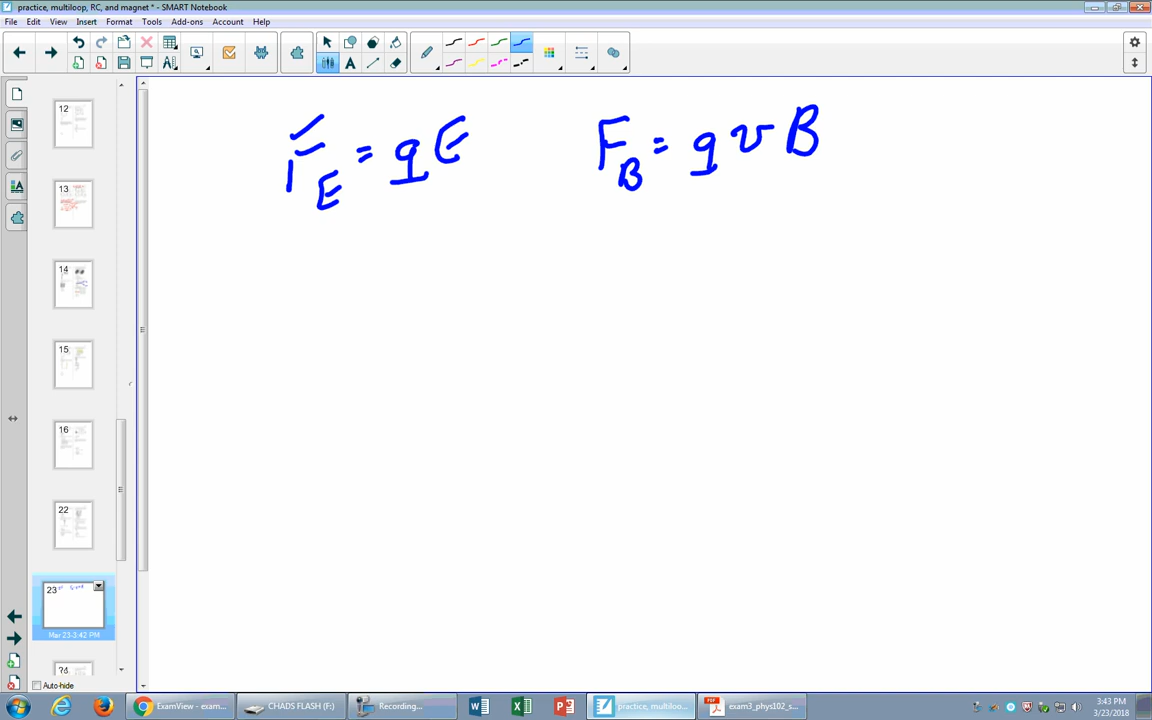 practice, multiloop, RC, and magnet * - SMART Notebook
File Edit View Insert Format Tools Add-ons Account Help
F_E = qE F_B = qvB
12
13
14
15
16
22
23
Mar 23-3:42 PM
24
Auto-hide
ExamView - exam... CHADS FLASH (F:) Recording... practice, multiloo... exam3_phys102_s...
3:43 PM
3/23/2018